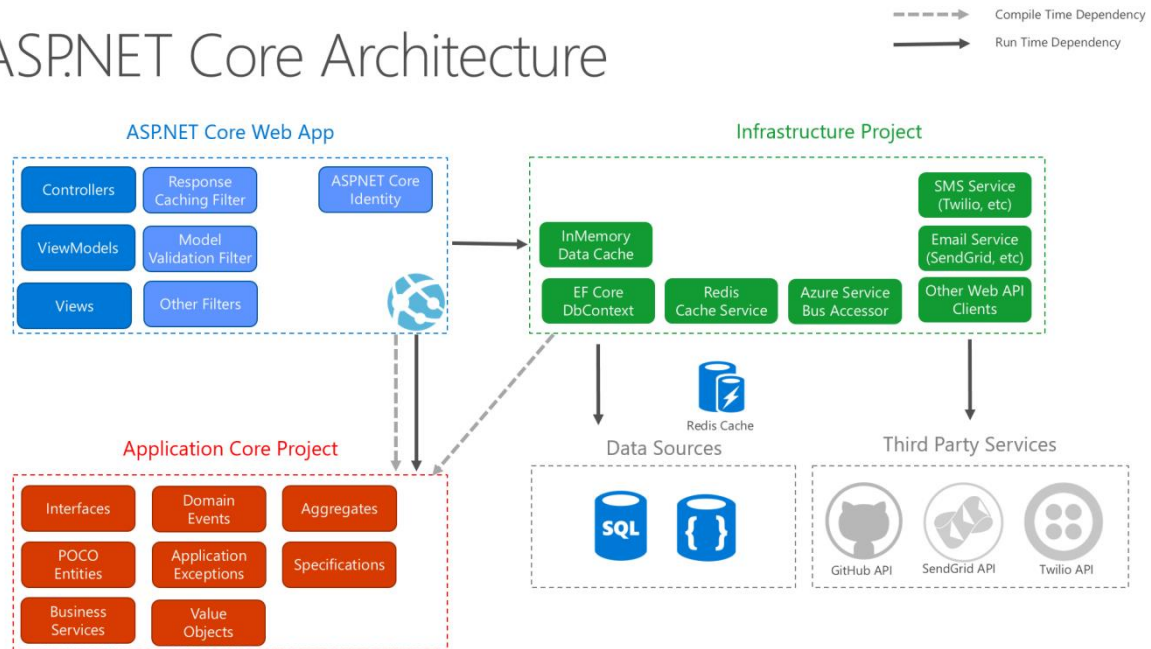 Compile Time Dependency
Run Time Dependency
ASP.NET Core Architecture
ASP.NET Core Web App
Controllers
Response
Caching Filter
ASP.NET Core
Identity
ViewModels
Model
Validation Filter
Views
Other Filters
Infrastructure Project
SMS Service
(Twilio, etc)
InMemory
Data Cache
Email Service
(SendGrid, etc)
EF Core
DbContext
Redis
Cache Service
Azure Service
Bus Accessor
Other Web API
Clients
Redis Cache
Application Core Project
Interfaces
Domain
Events
Aggregates
POCO
Entities
Application
Exceptions
Specifications
Business
Services
Value
Objects
Data Sources
SQL
{ }
Third Party Services
GitHub API
SendGrid API
Twilio API